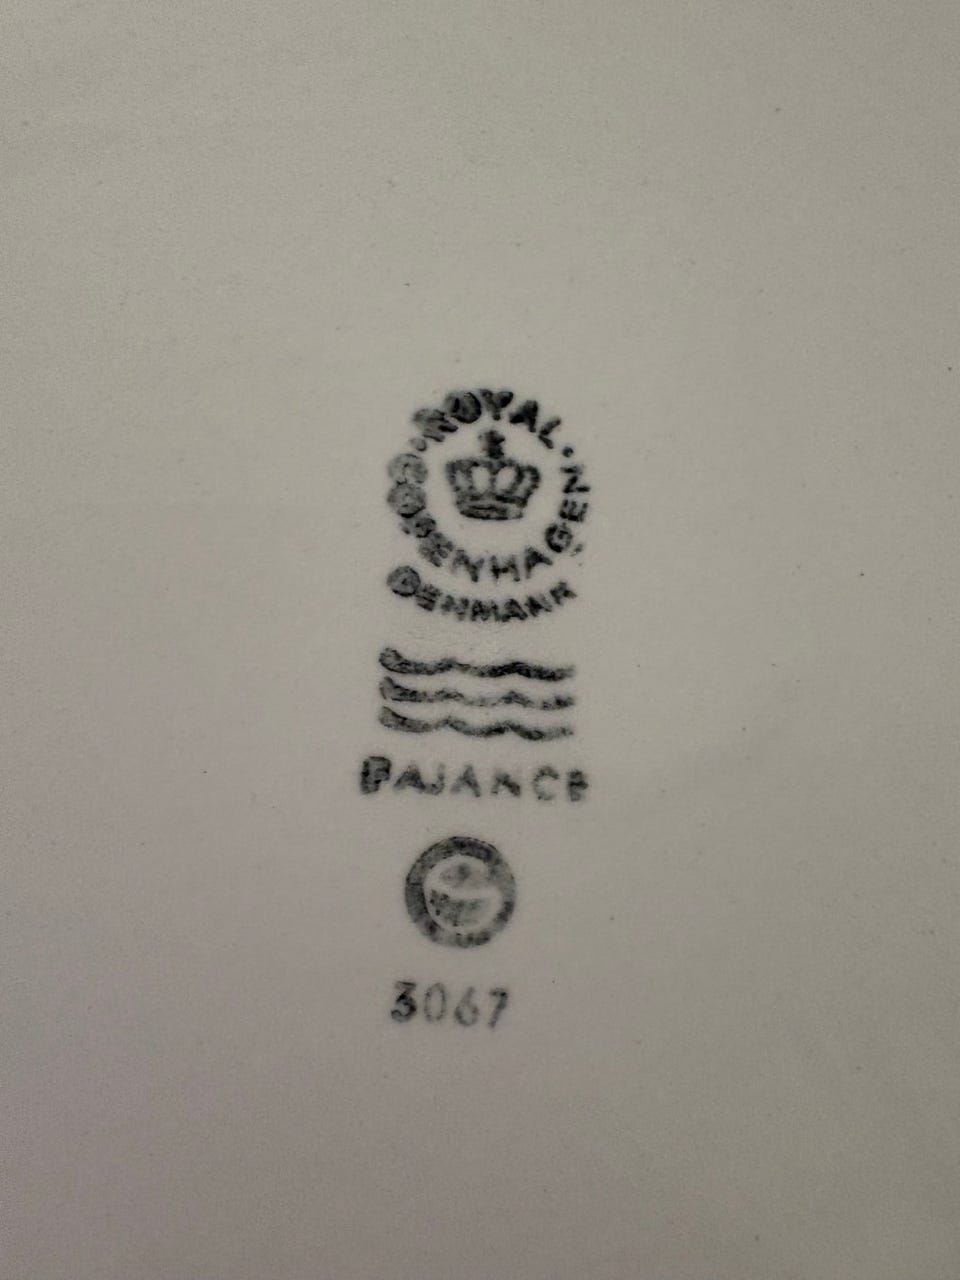 ROYAL
COPENHAGEN
DENMARK
FAJANCE
3067